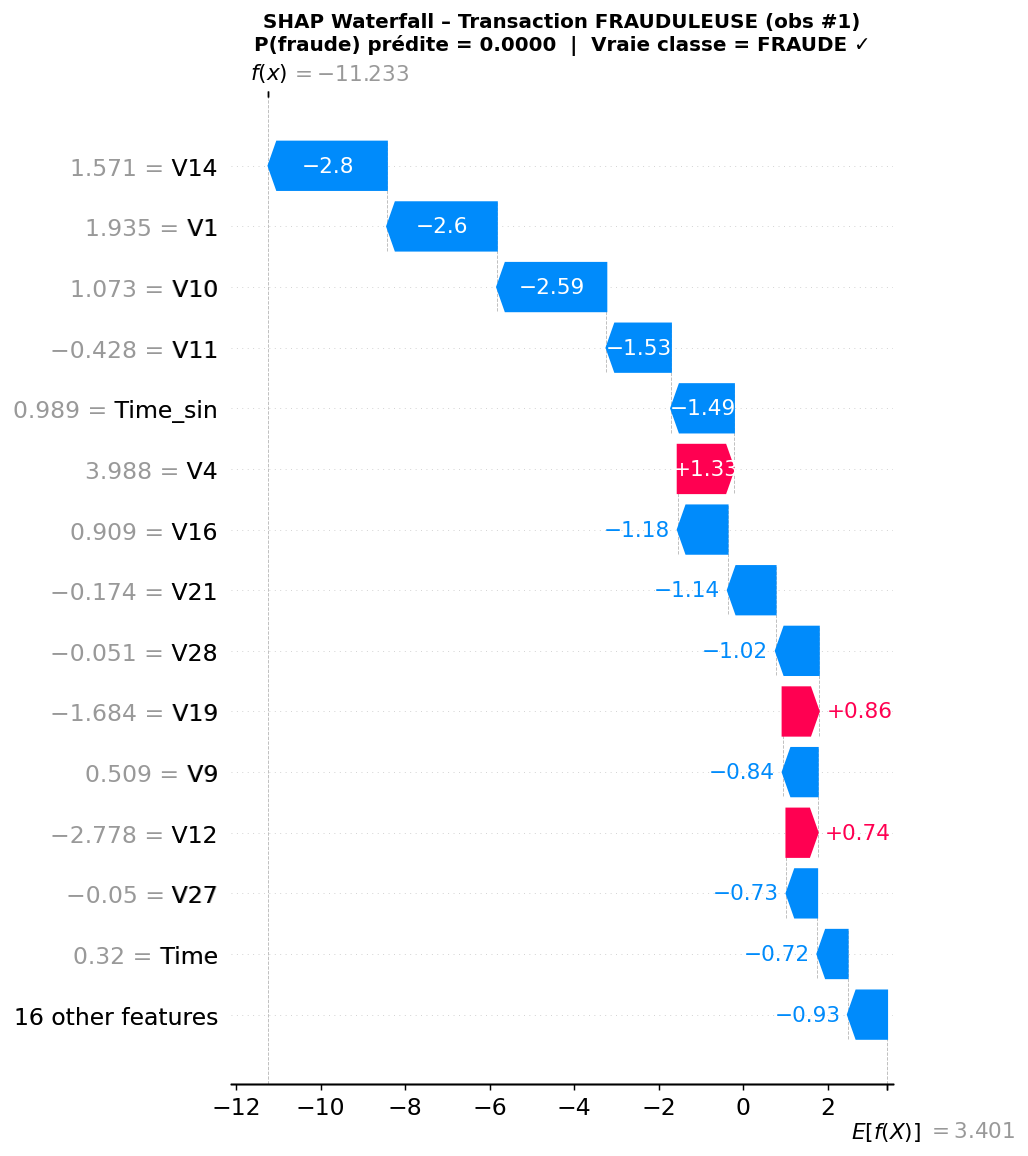 SHAP Waterfall – Transaction FRAUDULEUSE (obs #1)
P(fraude) prédite = 0.0000 | Vraie classe = FRAUDE ✓
f(x) = −11.233
1.571 = V14 −2.8
1.935 = V1 −2.6
1.073 = V10 −2.59
−0.428 = V11 −1.53
0.989 = Time_sin −1.49
3.988 = V4 +1.33
0.909 = V16 −1.18
−0.174 = V21 −1.14
−0.051 = V28 −1.02
−1.684 = V19 +0.86
0.509 = V9 −0.84
−2.778 = V12 +0.74
−0.05 = V27 −0.73
0.32 = Time −0.72
16 other features −0.93
−12 −10 −8 −6 −4 −2 0 2
E[f(X)] = 3.401